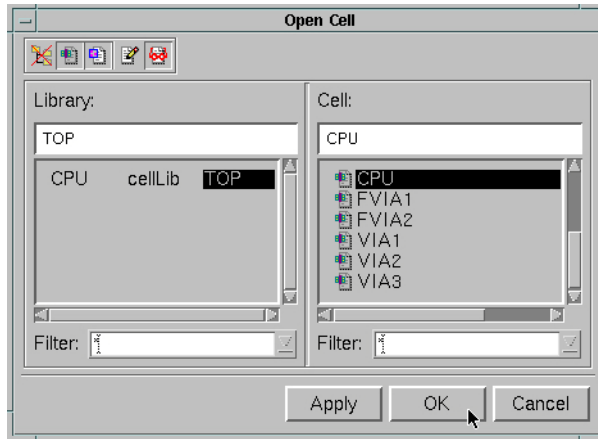 Open Cell
Library:
Cell:
TOP
CPU
CPU cellLib TOP
CPU
FVIA1
FVIA2
VIA1
VIA2
VIA3
Filter: *
Filter: *
Apply OK Cancel